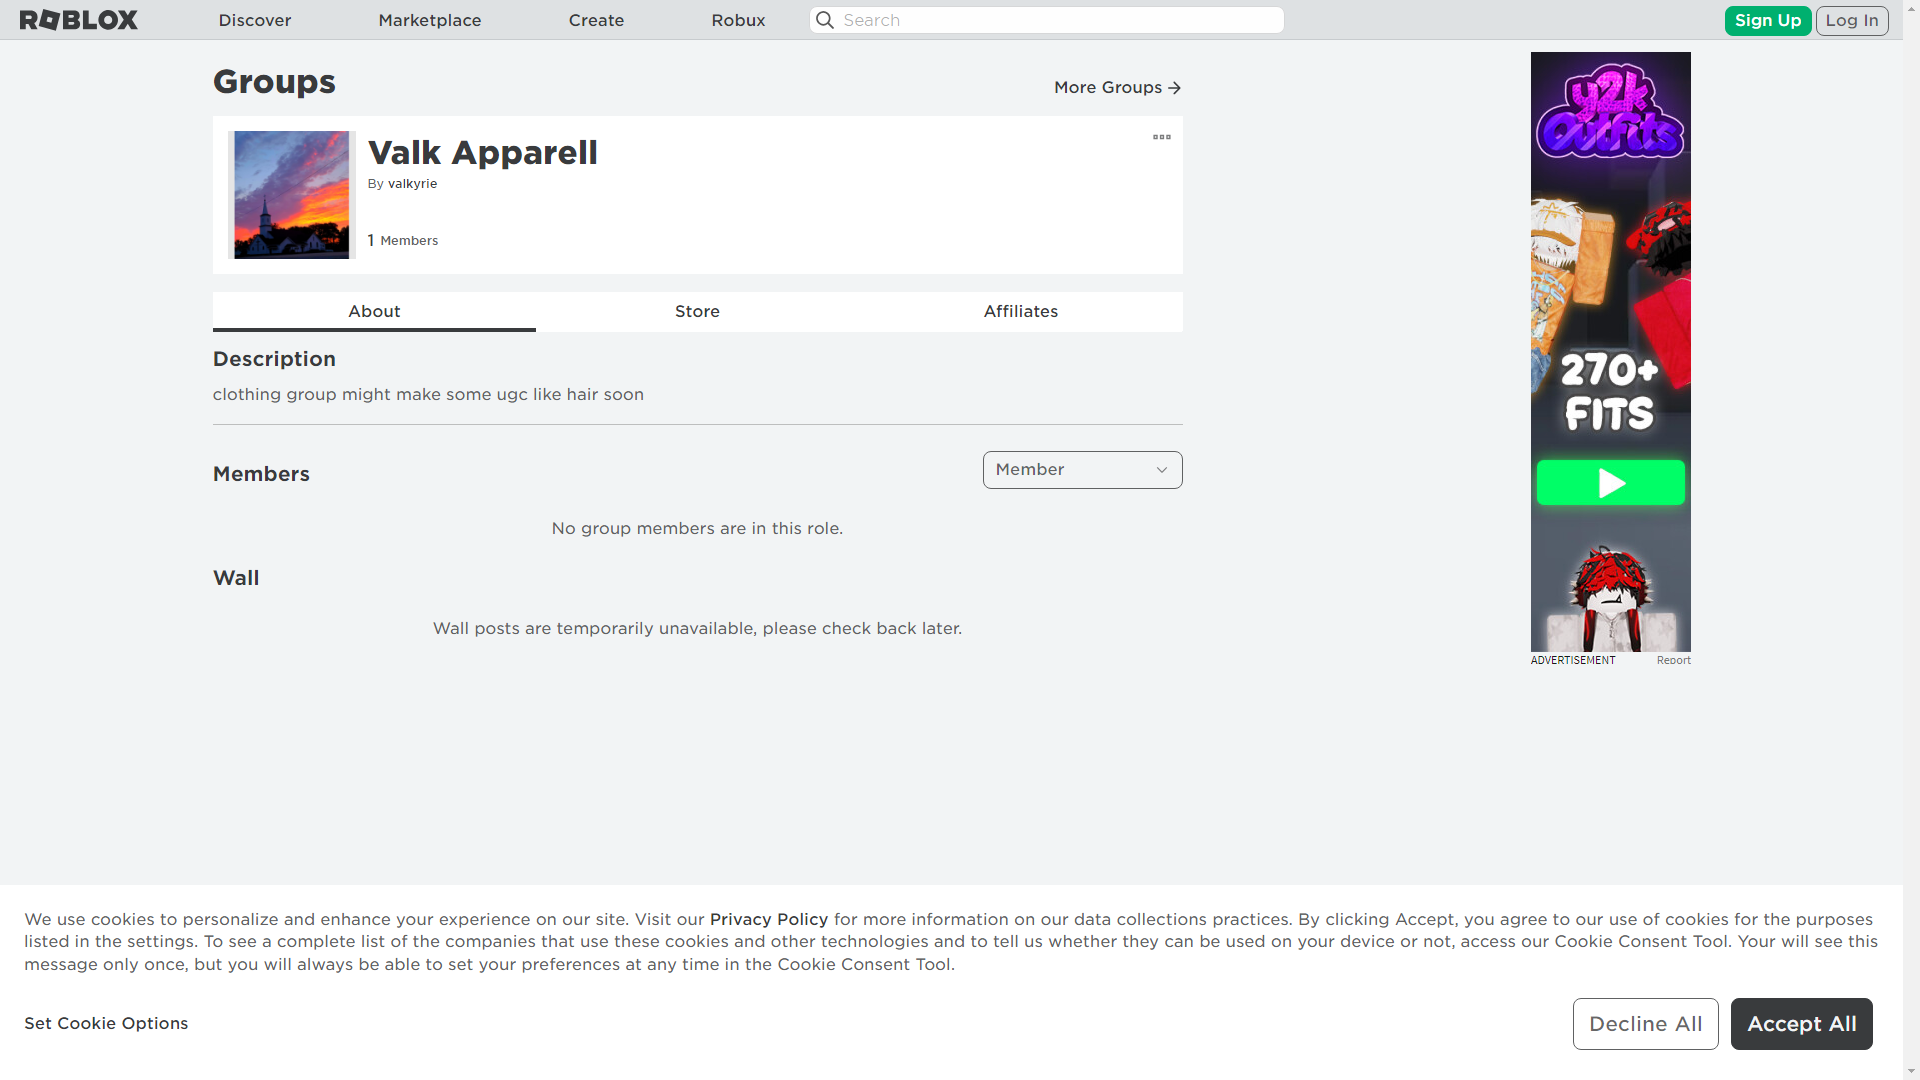 ROBLOX
Discover
Marketplace
Create
Robux
Search
Sign Up
Log In
Groups
More Groups
Valk Apparell
By valkyrie
1 Members
About
Store
Affiliates
Description
clothing group might make some ugc like hair soon
Members
Member
No group members are in this role.
Wall
Wall posts are temporarily unavailable, please check back later.
y2k
Outfits
270+
FITS
ADVERTISEMENT
Report
We use cookies to personalize and enhance your experience on our site. Visit our Privacy Policy for more information on our data collections practices. By clicking Accept, you agree to our use of cookies for the purposes
listed in the settings. To see a complete list of the companies that use these cookies and other technologies and to tell us whether they can be used on your device or not, access our Cookie Consent Tool. Your will see this
message only once, but you will always be able to set your preferences at any time in the Cookie Consent Tool.
Set Cookie Options
Decline All
Accept All